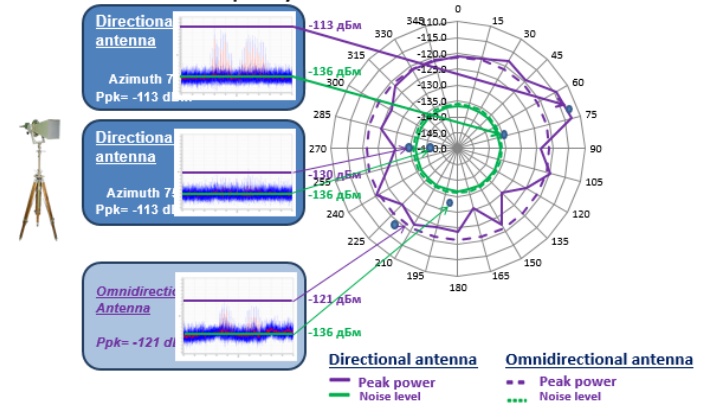 Directiona
antenna
Azimuth 7
Ppk= -113 d
Directiona
antenna
Azimuth 75
Ppk= -113 d
Omnidirectio
Antenna
Ppk= -121 d
-113 дБм
-136 дБм
-130 дБм
-136 дБм
-121 дБм
-136 дБм
0
15
30
45
60
75
90
105
120
135
150
165
180
195
210
225
240
255
270
300
315
330
345
-110.0
-115.0
-120.0
-125.0
-130.0
-135.0
-140.0
-145.0
Directional antenna
Peak power
Noise level
Omnidirectional antenna
Peak power
Noise level